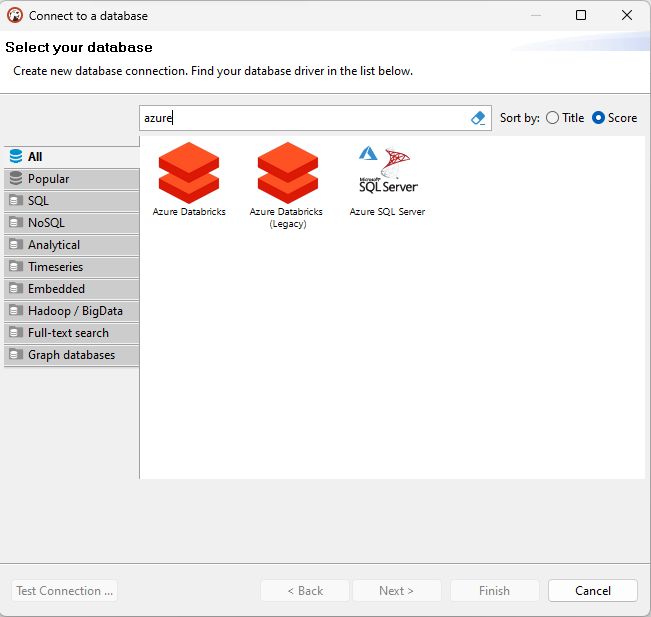 Connect to a database
Select your database
Create new database connection. Find your database driver in the list below.
azure
Sort by:
Title
Score
All
Popular
SQL
NoSQL
Analytical
Timeseries
Embedded
Hadoop / BigData
Full-text search
Graph databases
Azure Databricks
Azure Databricks
(Legacy)
Microsoft
SQL Server
Azure SQL Server
Test Connection ...
< Back
Next >
Finish
Cancel